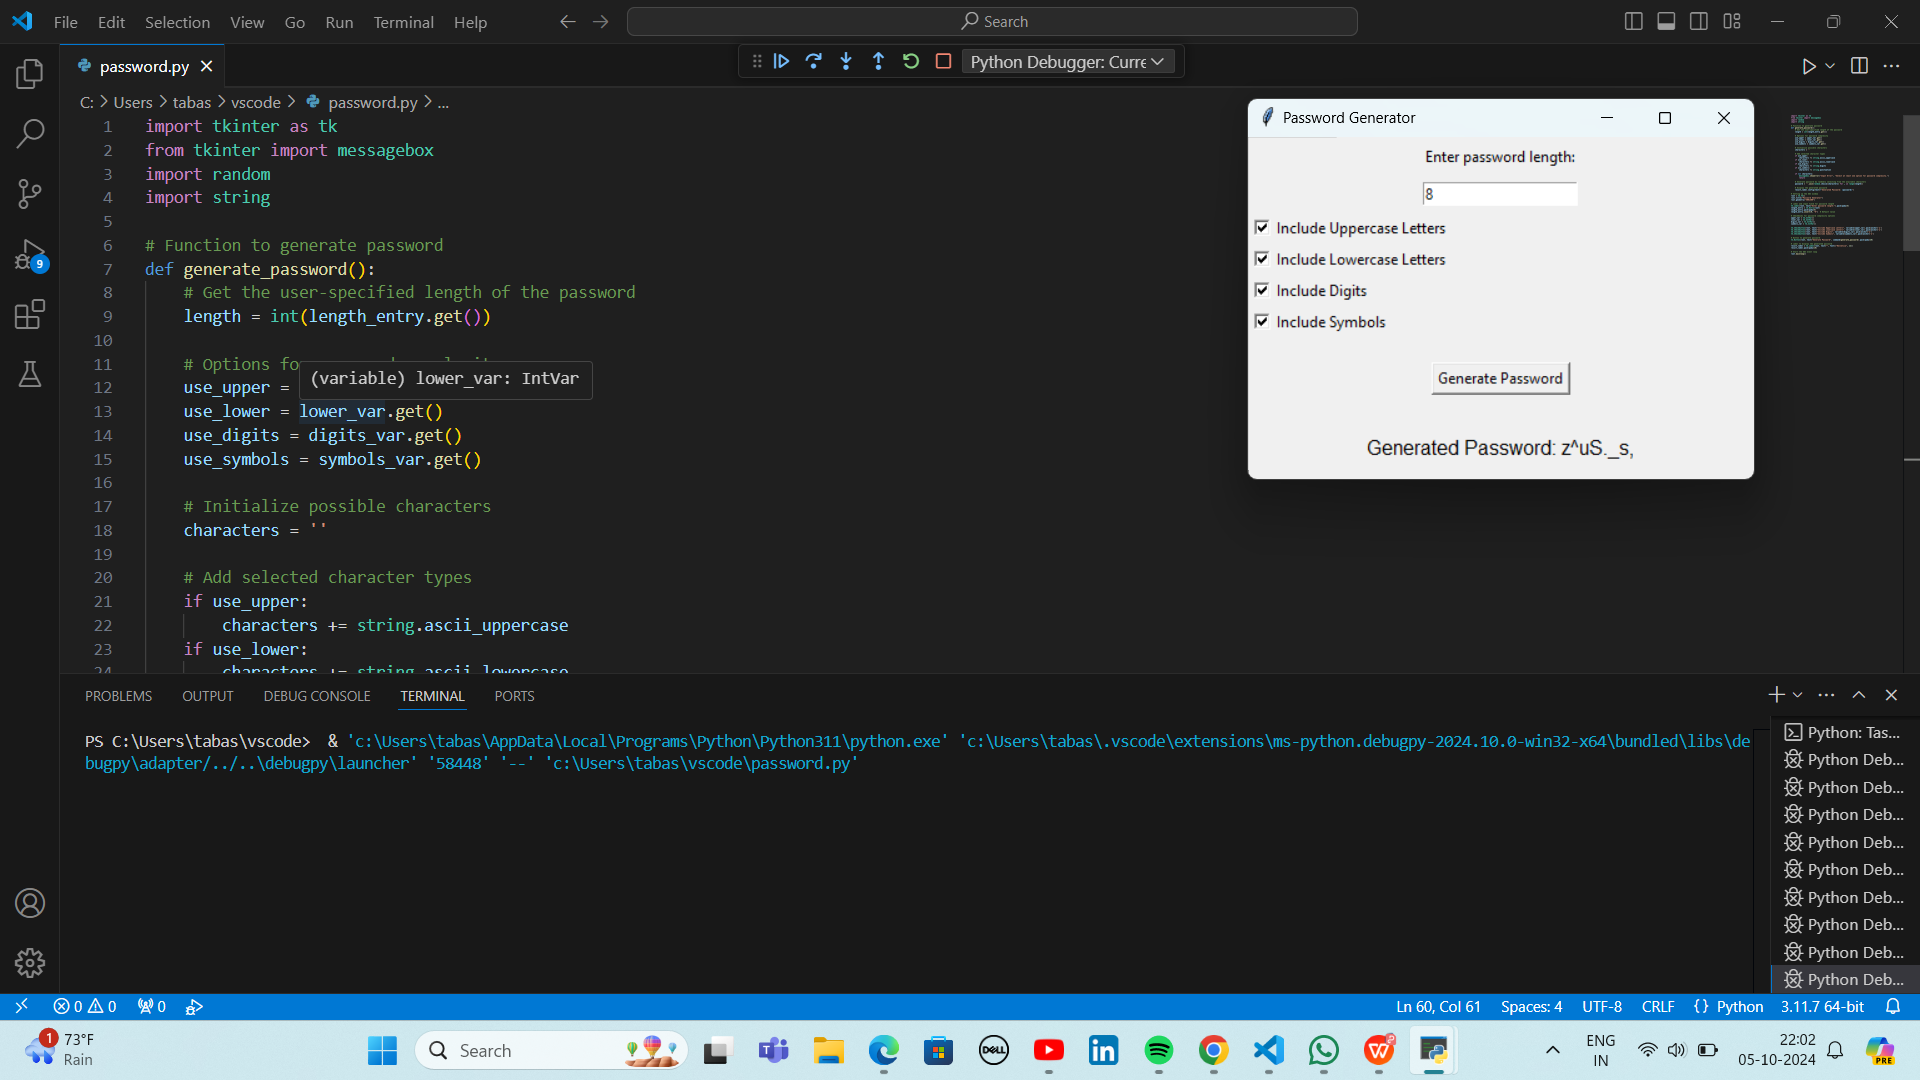 File Edit Selection View Go Run Terminal Help
Search
password.py
Python Debugger: Curre
C: > Users > tabas > vscode > password.py > ...
1 import tkinter as tk
2 from tkinter import messagebox
3 import random
4 import string
5
6 # Function to generate password
7 def generate_password():
8 # Get the user-specified length of the password
9 length = int(length_entry.get())
10
11 # Options fo
(variable) lower_var: IntVar
12 use_upper =
13 use_lower = lower_var.get()
14 use_digits = digits_var.get()
15 use_symbols = symbols_var.get()
16
17 # Initialize possible characters
18 characters = ''
19
20 # Add selected character types
21 if use_upper:
22 characters += string.ascii_uppercase
23 if use_lower:
24 characters += string.ascii_lowercase
Password Generator
Enter password length:
8
Include Uppercase Letters
Include Lowercase Letters
Include Digits
Include Symbols
Generate Password
Generated Password: z^uS._s,
9
PROBLEMS OUTPUT DEBUG CONSOLE TERMINAL PORTS
PS C:\Users\tabas\vscode> & 'c:\Users\tabas\AppData\Local\Programs\Python\Python311\python.exe' 'c:\Users\tabas\.vscode\extensions\ms-python.debugpy-2024.10.0-win32-x64\bundled\libs\de
bugpy\adapter/../..\debugpy\launcher' '58448' '--' 'c:\Users\tabas\vscode\password.py'
Python: Tas...
Python Deb...
Python Deb...
Python Deb...
Python Deb...
Python Deb...
Python Deb...
Python Deb...
Python Deb...
Python Deb...
0 0 0
Ln 60, Col 61 Spaces: 4 UTF-8 CRLF {} Python 3.11.7 64-bit
1
73°F
Rain
Search
DELL
ENG
IN
22:02
05-10-2024
PRE